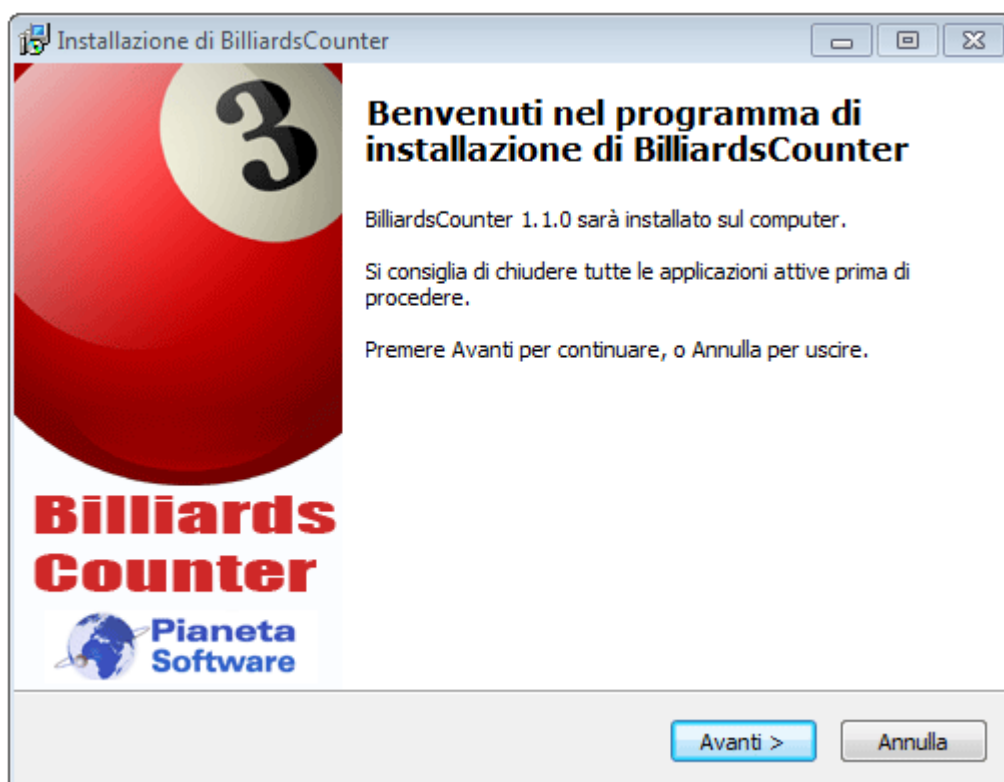 Installazione di BilliardsCounter
3
Benvenuti nel programma di
installazione di BilliardsCounter
BilliardsCounter 1.1.0 sarà installato sul computer.
Si consiglia di chiudere tutte le applicazioni attive prima di
procedere.
Premere Avanti per continuare, o Annulla per uscire.
Billiards
Counter
Pianeta
Software
Avanti >
Annulla